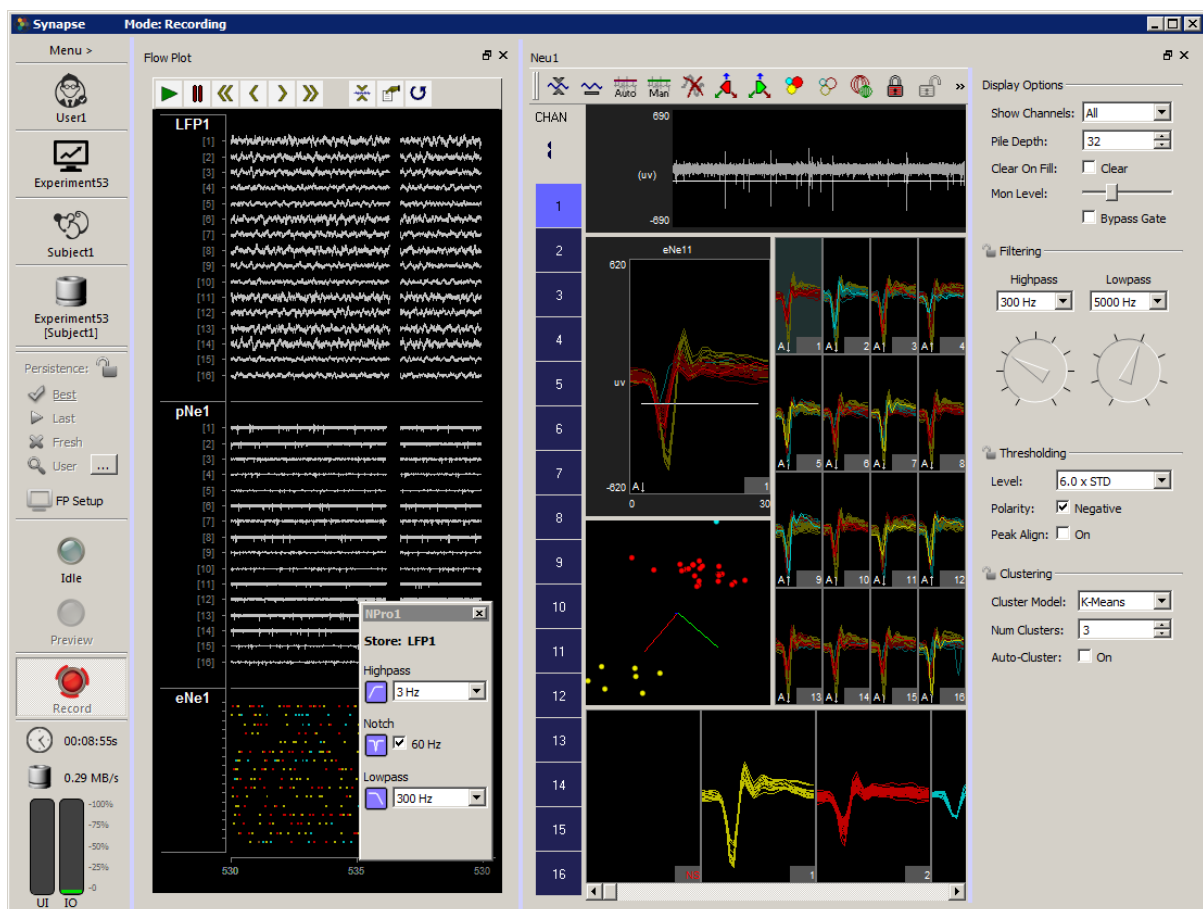 Synapse Mode: Recording
Menu >
User1
Experiment53
Subject1
Experiment53
[Subject1]
Persistence:
Best
Last
Fresh
User ...
FP Setup
Idle
Preview
Record
00:08:55s
0.29 MB/s
-100%
-75%
-50%
-25%
-0
UI IO
Flow Plot
LFP1
[1]
[2]
[3]
[4]
[5]
[6]
[7]
[8]
[9]
[10]
[11]
[12]
[13]
[14]
[15]
[16]
pNe1
[1]
[2]
[3]
[4]
[5]
[6]
[7]
[8]
[9]
[10]
[11]
[12]
[13]
[14]
[15]
[16]
eNe1
530 535 530
NPro1
Store: LFP1
Highpass
3 Hz
Notch
60 Hz
Lowpass
300 Hz
Neu1
Auto Man »
CHAN
1
2
3
4
5
6
7
8
9
10
11
12
13
14
15
16
690
(uv)
-690
eNe11
620
uv
-620 A↓ 1
0 30
A↓ 1 A↑ 2 A↑ 3 A↑ 4
A↑ 5 A↑ 6 A↑ 7 A↑ 8
A↑ 9 A↑ 10 A↑ 11 A↑ 12
A↑ 13 A↑ 14 A↑ 15 A↑ 16
NS 1 2
Display Options
Show Channels: All
Pile Depth: 32
Clear On Fill: Clear
Mon Level:
Bypass Gate
Filtering
Highpass Lowpass
300 Hz 5000 Hz
Thresholding
Level: 6.0 x STD
Polarity: Negative
Peak Align: On
Clustering
Cluster Model: K-Means
Num Clusters: 3
Auto-Cluster: On